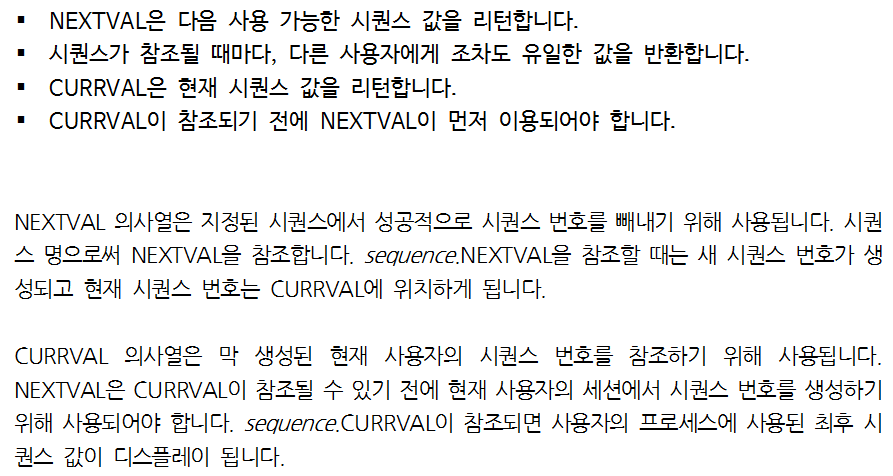 ▪ NEXTVAL은 다음 사용 가능한 시퀀스 값을 리턴합니다.
▪ 시퀀스가 참조될 때마다, 다른 사용자에게 조차도 유일한 값을 반환합니다.
▪ CURRVAL은 현재 시퀀스 값을 리턴합니다.
▪ CURRVAL이 참조되기 전에 NEXTVAL이 먼저 이용되어야 합니다.
NEXTVAL 의사열은 지정된 시퀀스에서 성공적으로 시퀀스 번호를 빼내기 위해 사용됩니다. 시퀀
스 명으로써 NEXTVAL을 참조합니다. sequence.NEXTVAL을 참조할 때는 새 시퀀스 번호가 생
성되고 현재 시퀀스 번호는 CURRVAL에 위치하게 됩니다.
CURRVAL 의사열은 막 생성된 현재 사용자의 시퀀스 번호를 참조하기 위해 사용됩니다.
NEXTVAL은 CURRVAL이 참조될 수 있기 전에 현재 사용자의 세션에서 시퀀스 번호를 생성하기
위해 사용되어야 합니다. sequence.CURRVAL이 참조되면 사용자의 프로세스에 사용된 최후 시
퀀스 값이 디스플레이 됩니다.